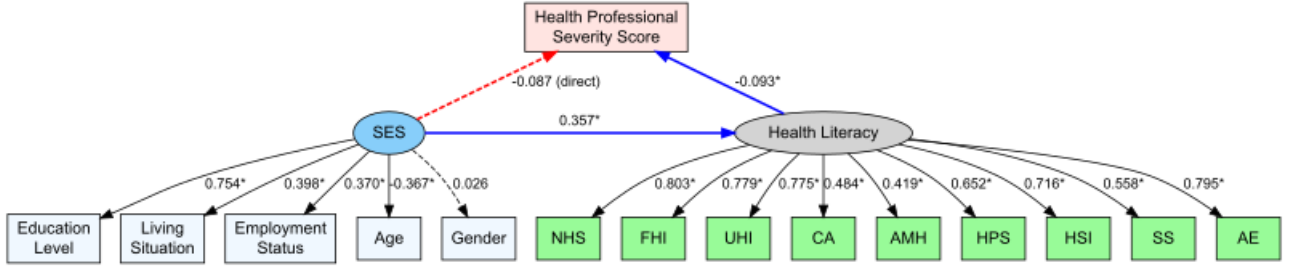 Health Professional
Severity Score
-0.087 (direct)
-0.093*
SES
0.357*
Health Literacy
0.754*
0.398*
0.370*
-0.367*
0.026
0.803*
0.779*
0.775*
0.484*
0.419*
0.652*
0.716*
0.558*
0.795*
Education
Level
Living
Situation
Employment
Status
Age
Gender
NHS
FHI
UHI
CA
AMH
HPS
HSI
SS
AE